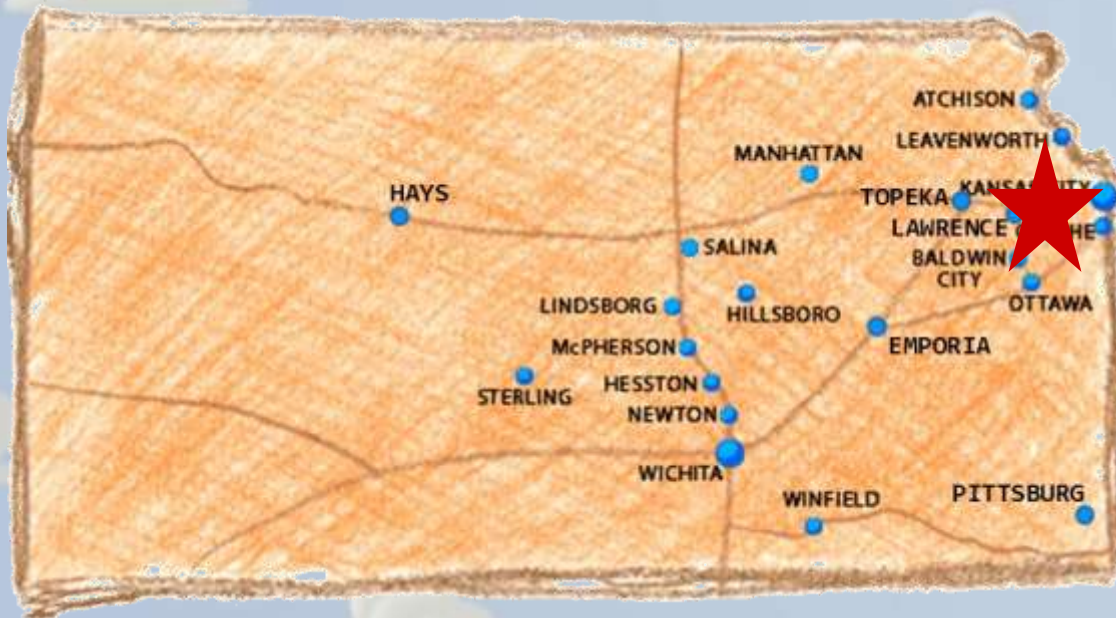 ATCHISON
LEAVENWORTH
MANHATTAN
HAYS
TOPEKA
LAWRENCE
SALINA
BALDWIN
CITY
LINDSBORG
HILLSBORO
OTTAWA
McPHERSON
EMPORIA
STERLING
HESSTON
NEWTON
WICHITA
WINFIELD
PITTSBURG